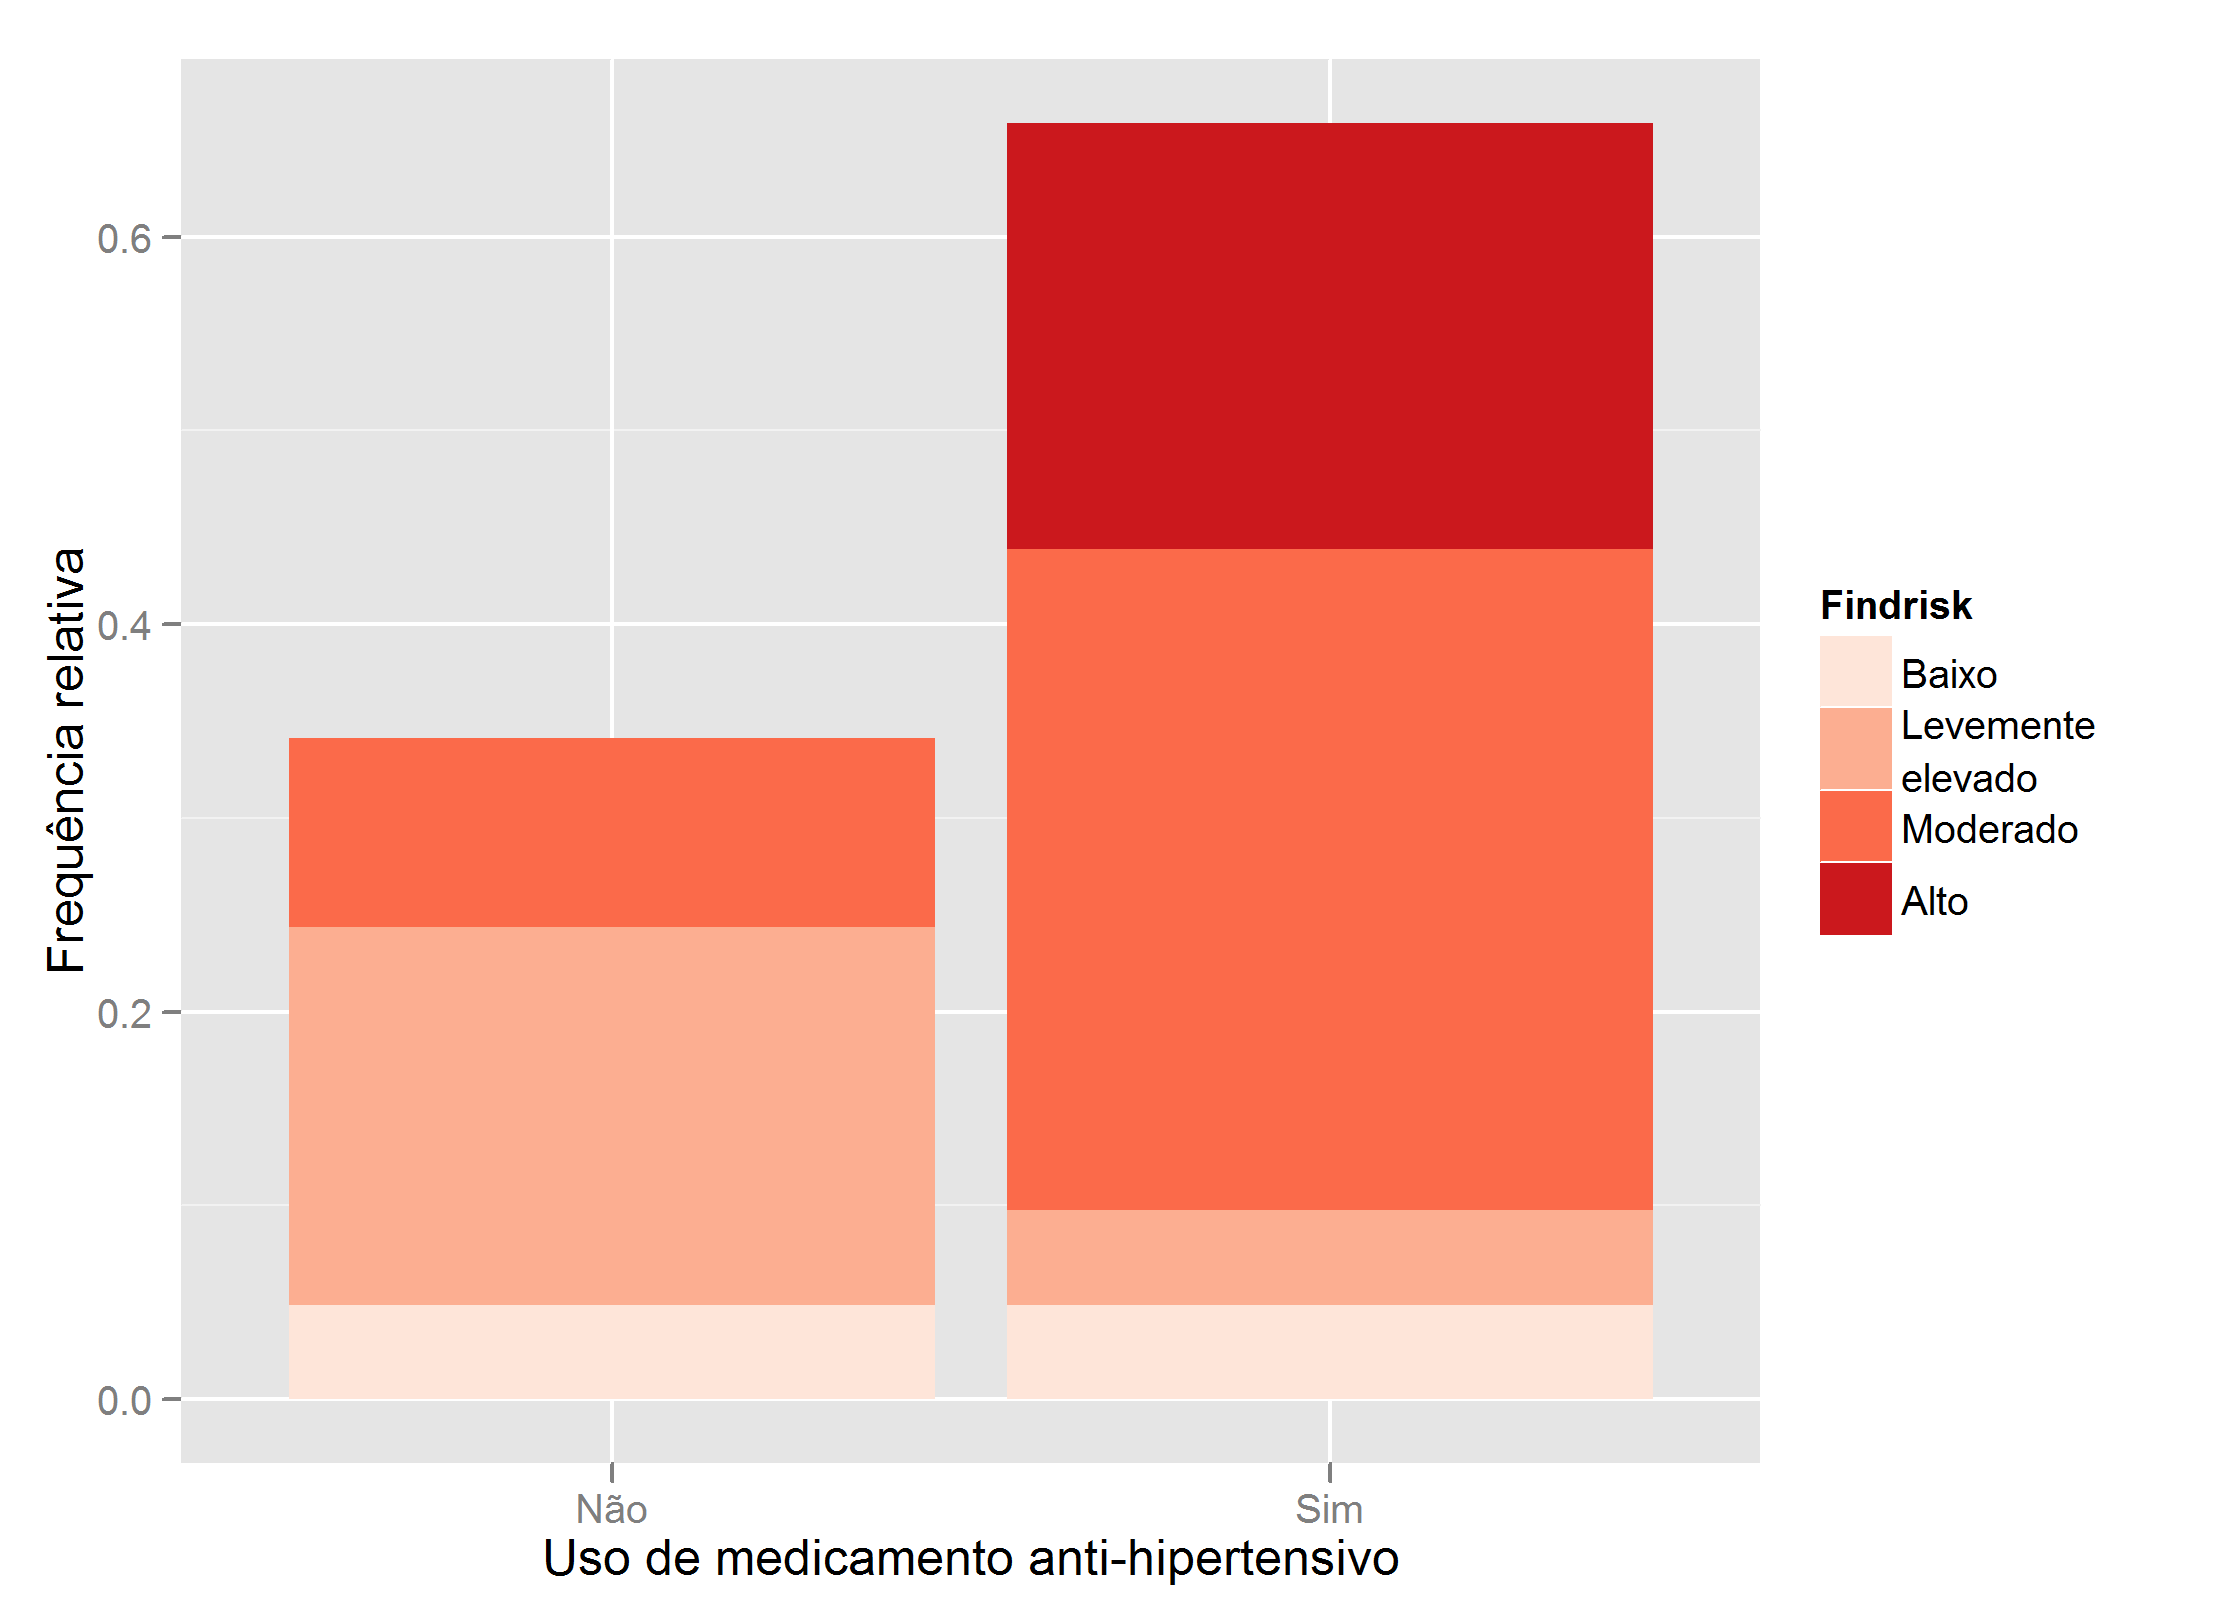 Frequência relativa
0.6
0.4
0.2
0.0
Não
Sim
Uso de medicamento anti-hipertensivo
Findrisk
Baixo
Levemente
elevado
Moderado
Alto